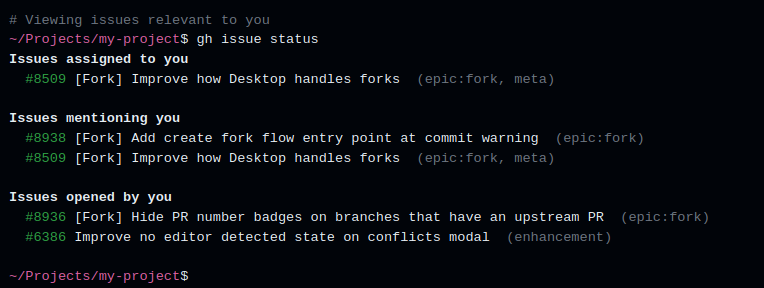 # Viewing issues relevant to you
~/Projects/my-project$ gh issue status
Issues assigned to you
#8509 [Fork] Improve how Desktop handles forks (epic:fork, meta)
Issues mentioning you
#8938 [Fork] Add create fork flow entry point at commit warning (epic:fork)
#8509 [Fork] Improve how Desktop handles forks (epic:fork, meta)
Issues opened by you
#8936 [Fork] Hide PR number badges on branches that have an upstream PR (epic:fork)
#6386 Improve no editor detected state on conflicts modal (enhancement)
~/Projects/my-project$